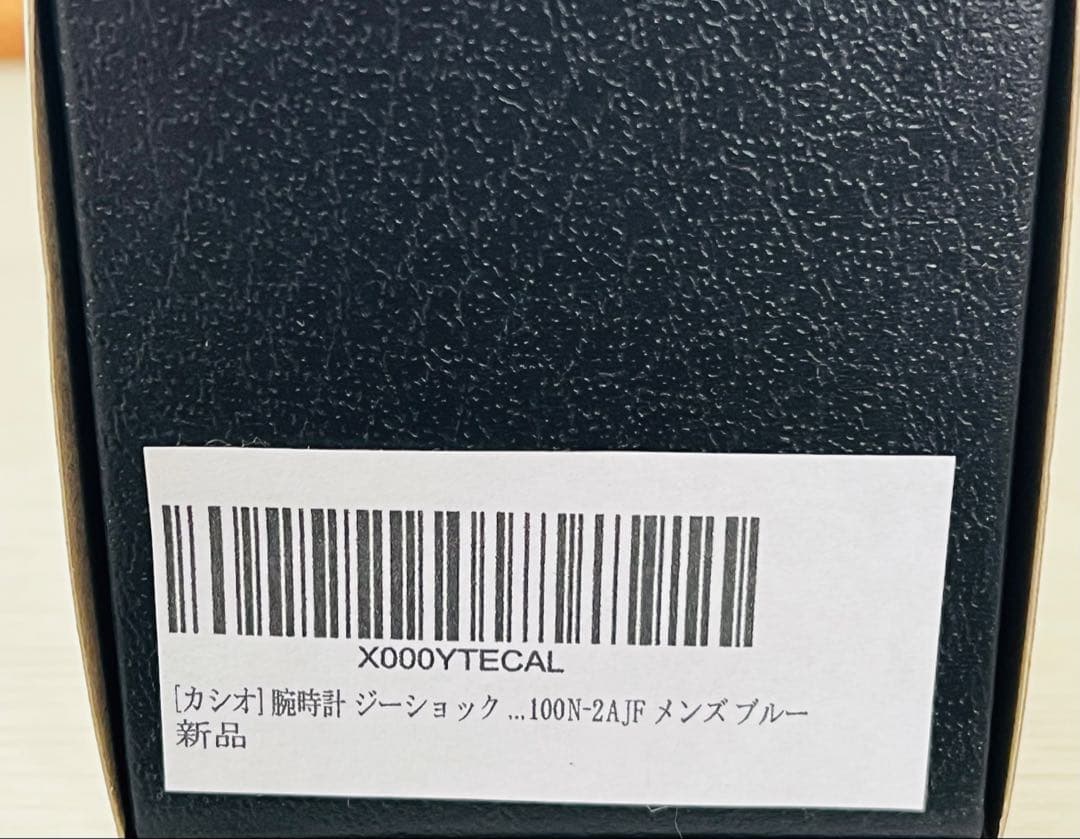 X000YTECAL
[カシオ] 腕時計 ジーショック ...100N-2AJF メンズ ブルー
新品